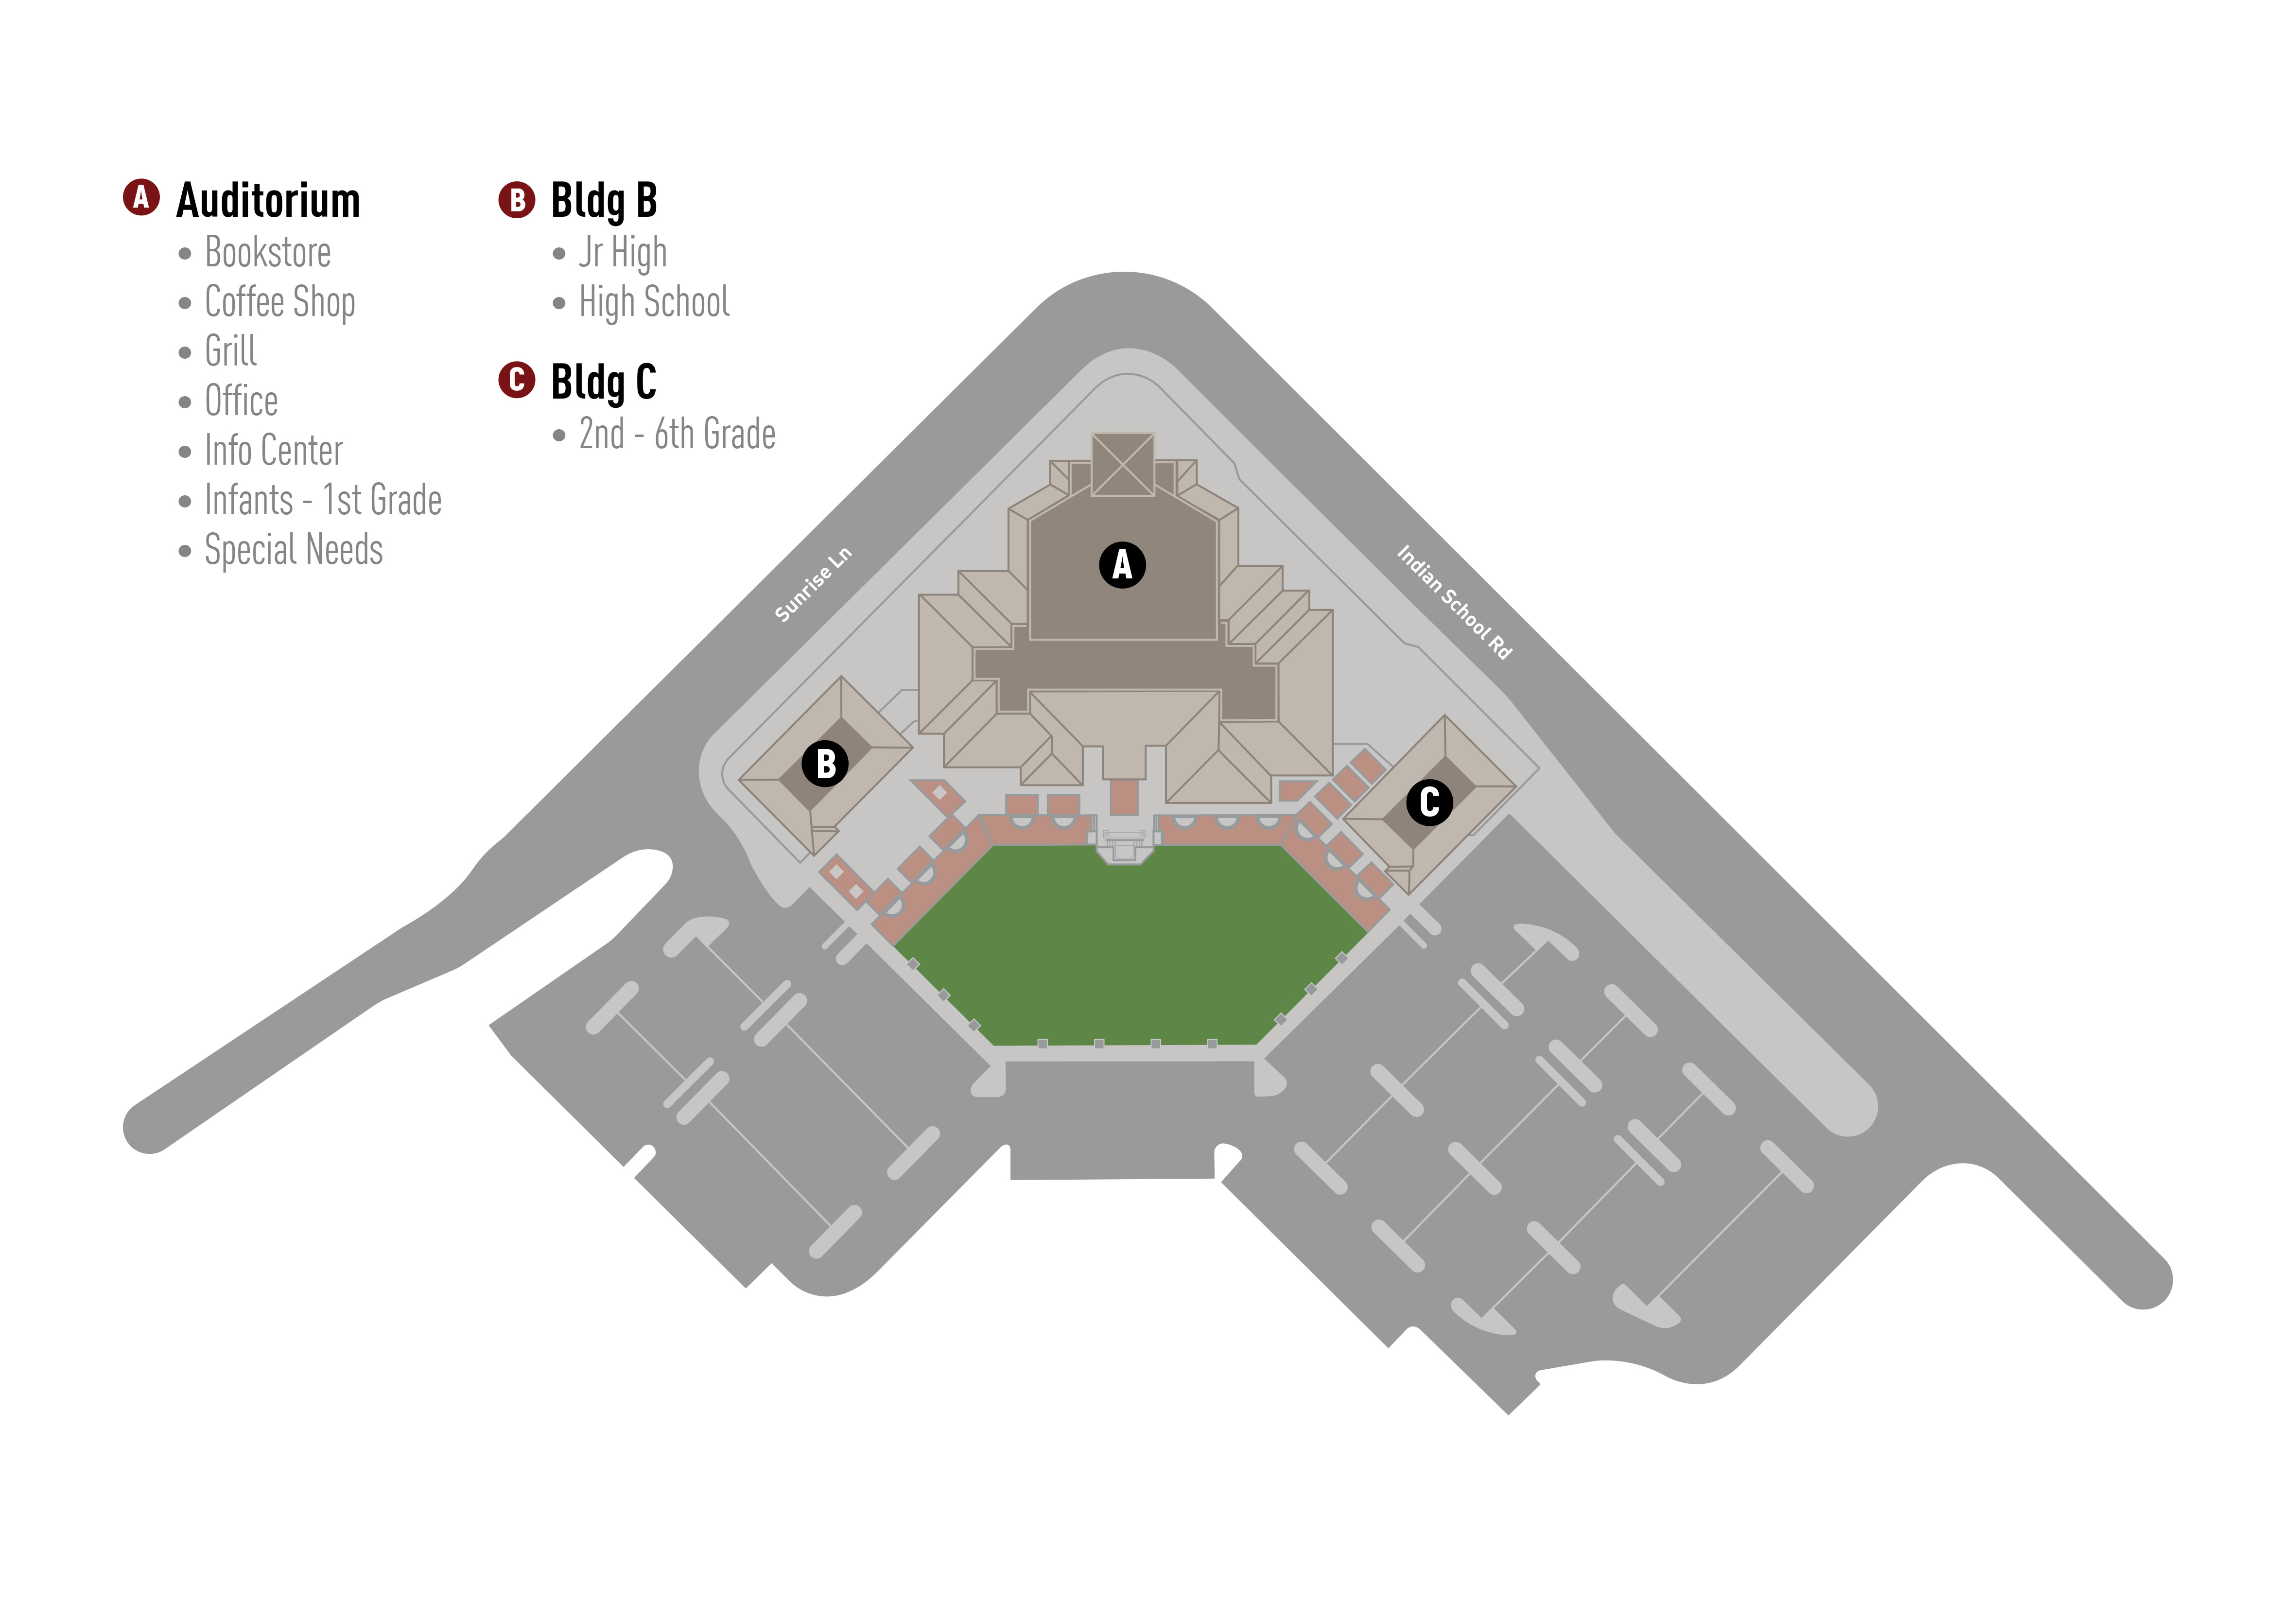 A Auditorium
• Bookstore
• Coffee Shop
• Grill
• Office
• Info Center
• Infants - 1st Grade
• Special Needs
B Bldg B
• Jr High
• High School
C Bldg C
• 2nd - 6th Grade
Sunrise Ln
Indian School Rd
A
B
C